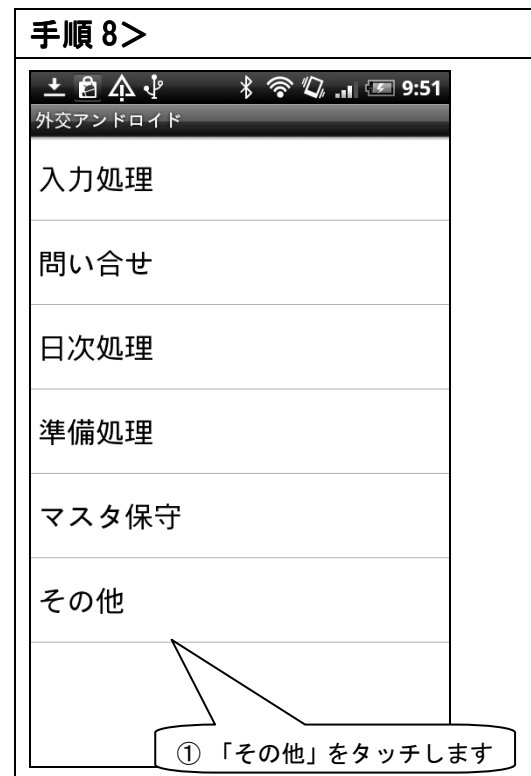 手順 8＞
9:51
外交アンドロイド
入力処理
問い合せ
日次処理
準備処理
マスタ保守
その他
① 「その他」をタッチします